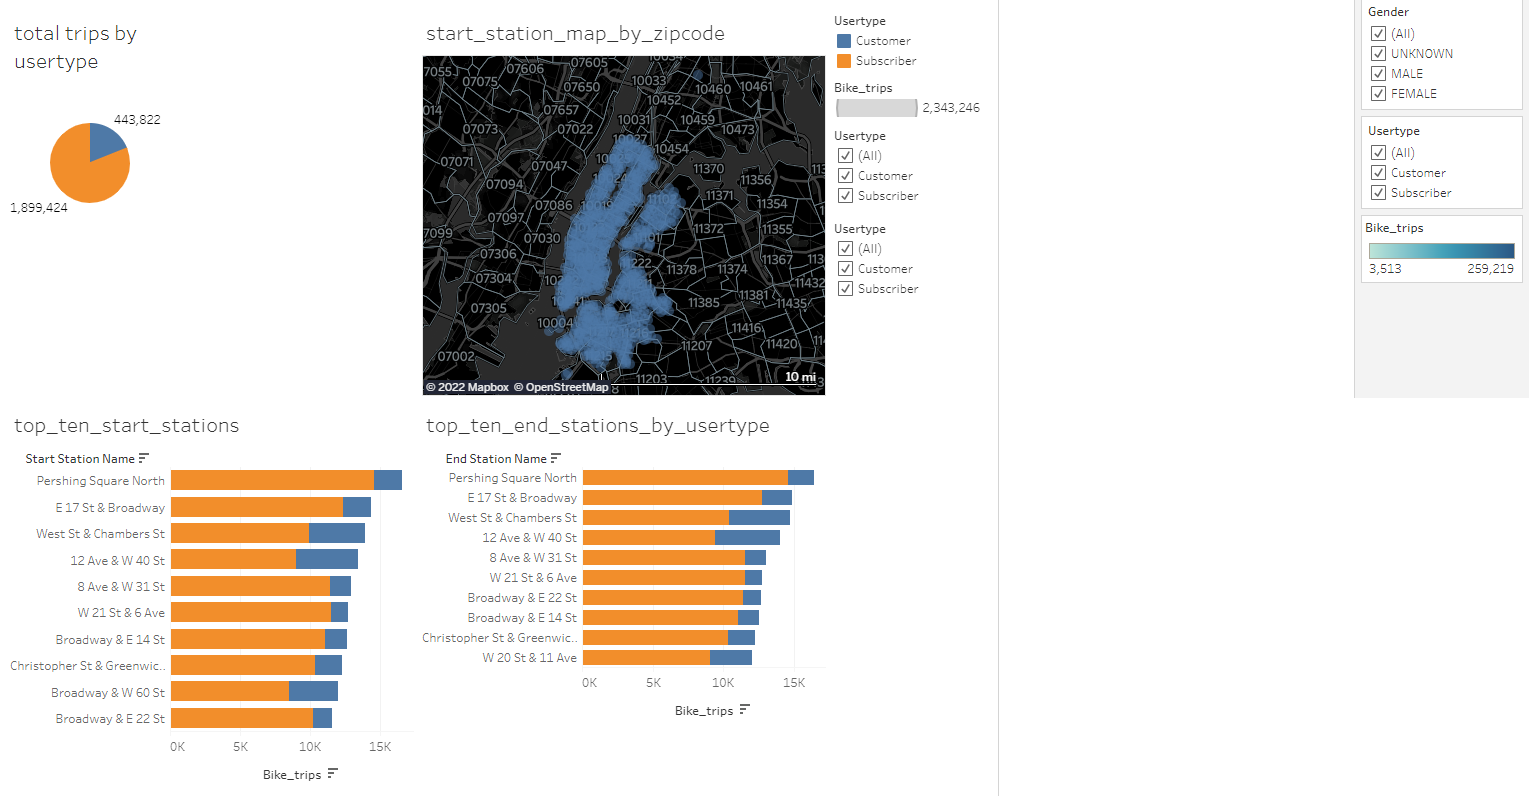 total trips by
usertype
443,822
1,899,424
start_station_map_by_zipcode
07055
07606
07605
10034
07075
07650
10033
10460
10461
10452
014
07657
10031
10459
07073
07022
10473
10027
10454
07071
07047
11370
11356
07094
10024
11371
11354
07097
07086
10019
7099
07030
11101
11372
11355
07306
11222
11367
11378
11374
07304
11432
11381
07305
11385
11435
10004
11416
07002
11207
11420
11203
11239
10 mi
© 2022 Mapbox © OpenStreetMap
Usertype
Customer
Subscriber
Bike_trips
2,343,246
Usertype
(All)
Customer
Subscriber
Usertype
(All)
Customer
Subscriber
Gender
(All)
UNKNOWN
MALE
FEMALE
Usertype
(All)
Customer
Subscriber
Bike_trips
3,513 259,219
top_ten_start_stations
Start Station Name
Pershing Square North
E 17 St & Broadway
West St & Chambers St
12 Ave & W 40 St
8 Ave & W 31 St
W 21 St & 6 Ave
Broadway & E 14 St
Christopher St & Greenwic..
Broadway & W 60 St
Broadway & E 22 St
0K 5K 10K 15K
Bike_trips
top_ten_end_stations_by_usertype
End Station Name
Pershing Square North
E 17 St & Broadway
West St & Chambers St
12 Ave & W 40 St
8 Ave & W 31 St
W 21 St & 6 Ave
Broadway & E 22 St
Broadway & E 14 St
Christopher St & Greenwic..
W 20 St & 11 Ave
0K 5K 10K 15K
Bike_trips